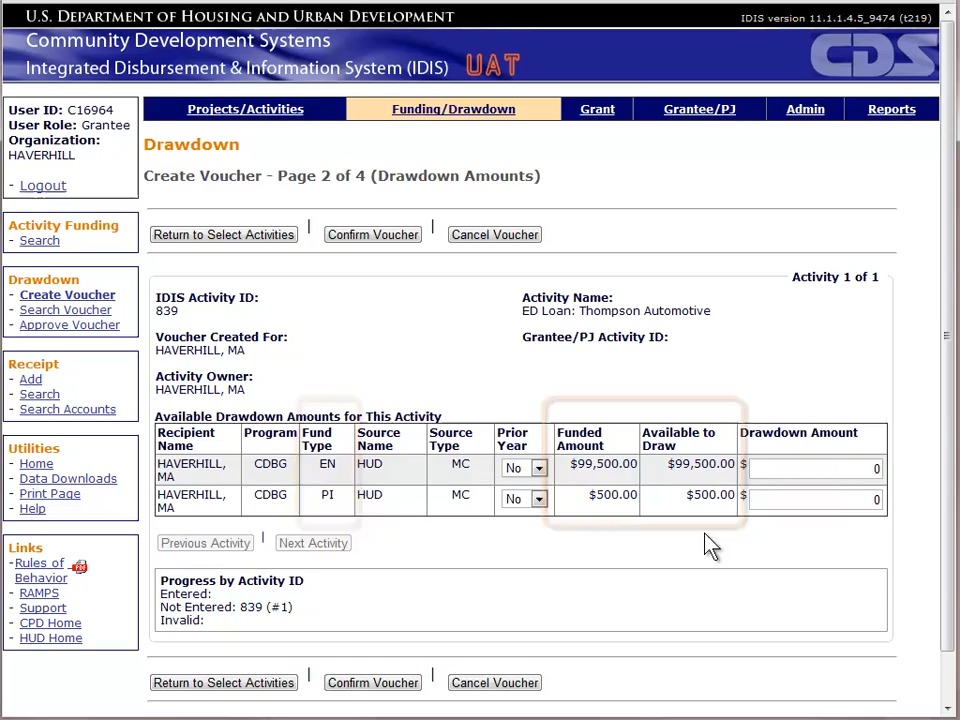 U.S. DEPARTMENT OF HOUSING AND URBAN DEVELOPMENT
IDIS version 11.1.1.4.5_9474 (t219)
Community Development Systems
Integrated Disbursement & Information System (IDIS) UAT
CDS
User ID: C16964
User Role: Grantee
Organization:
HAVERHILL
- Logout
Activity Funding
- Search
Drawdown
- Create Voucher
- Search Voucher
- Approve Voucher
Receipt
- Add
- Search
- Search Accounts
Utilities
- Home
- Data Downloads
- Print Page
- Help
Links
-Rules of Behavior
- RAMPS
- Support
- CPD Home
- HUD Home
Projects/Activities Funding/Drawdown Grant Grantee/PJ Admin Reports
Drawdown
Create Voucher - Page 2 of 4 (Drawdown Amounts)
Return to Select Activities | Confirm Voucher | Cancel Voucher
Activity 1 of 1
IDIS Activity ID:
839
Activity Name:
ED Loan: Thompson Automotive
Voucher Created For:
HAVERHILL, MA
Grantee/PJ Activity ID:
Activity Owner:
HAVERHILL, MA
Available Drawdown Amounts for This Activity
Recipient Name Program Fund Type Source Name Source Type Prior Year Funded Amount Available to Draw Drawdown Amount
HAVERHILL, MA CDBG EN HUD MC No $99,500.00 $99,500.00 $ 0
HAVERHILL, MA CDBG PI HUD MC No $500.00 $500.00 $ 0
Previous Activity | Next Activity
Progress by Activity ID
Entered:
Not Entered: 839 (#1)
Invalid:
Return to Select Activities | Confirm Voucher | Cancel Voucher